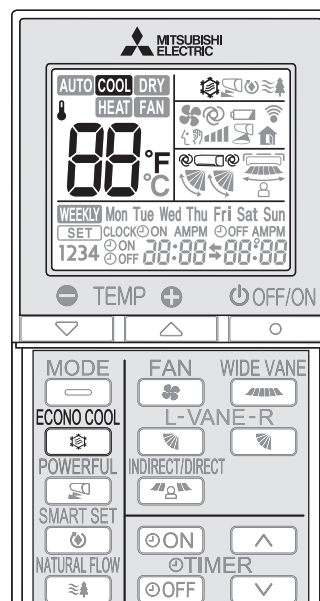 MITSUBISHI
ELECTRIC
AUTO COOL DRY
HEAT FAN
88°F
°C
WEEKLY Mon Tue Wed Thu Fri Sat Sun
SET CLOCK ON AMPM OFF AMPM
1234 ON OFF 88:88 88:88
TEMP OFF/ON
MODE FAN WIDE VANE
ECONO COOL L-VANE-R
POWERFUL INDIRECT/DIRECT
SMART SET
ON
NATURAL FLOW TIMER
OFF